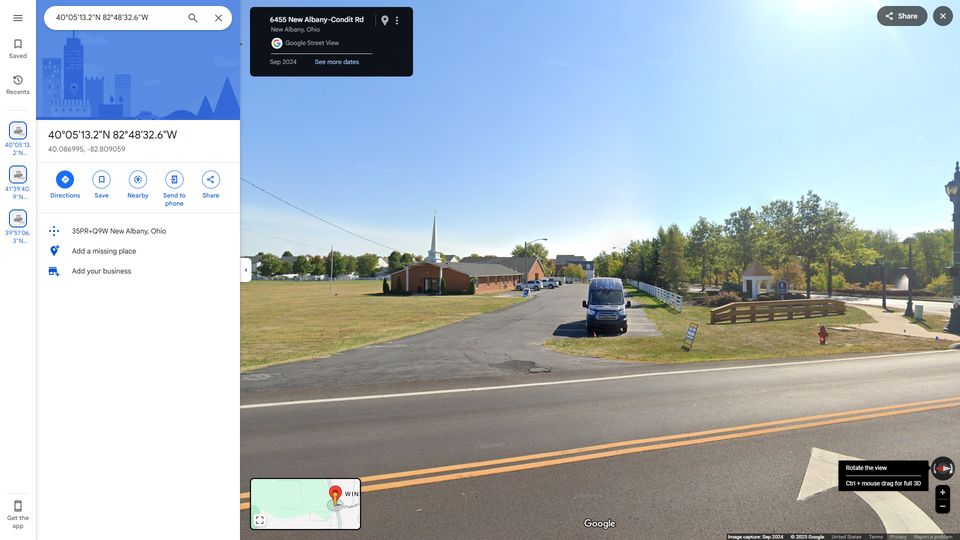 40°05'13.2"N 82°48'32.6"W
Saved
Recents
40°05'13.
2"N...
41°39'40.
9"N...
39°51'06.
3"N...
Get the
app
40°05'13.2"N 82°48'32.6"W
40.086995, -82.809059
Directions
Save
Nearby
Send to
phone
Share
35PR+Q9W New Albany, Ohio
Add a missing place
Add your business
6455 New Albany-Condit Rd
New Albany, Ohio
Google Street View
Sep 2024
See more dates
Share
WIN
Google
Rotate the view
Ctrl + mouse drag for full 3D
Image capture: Sep 2024 © 2025 Google United States Terms Privacy Report a problem